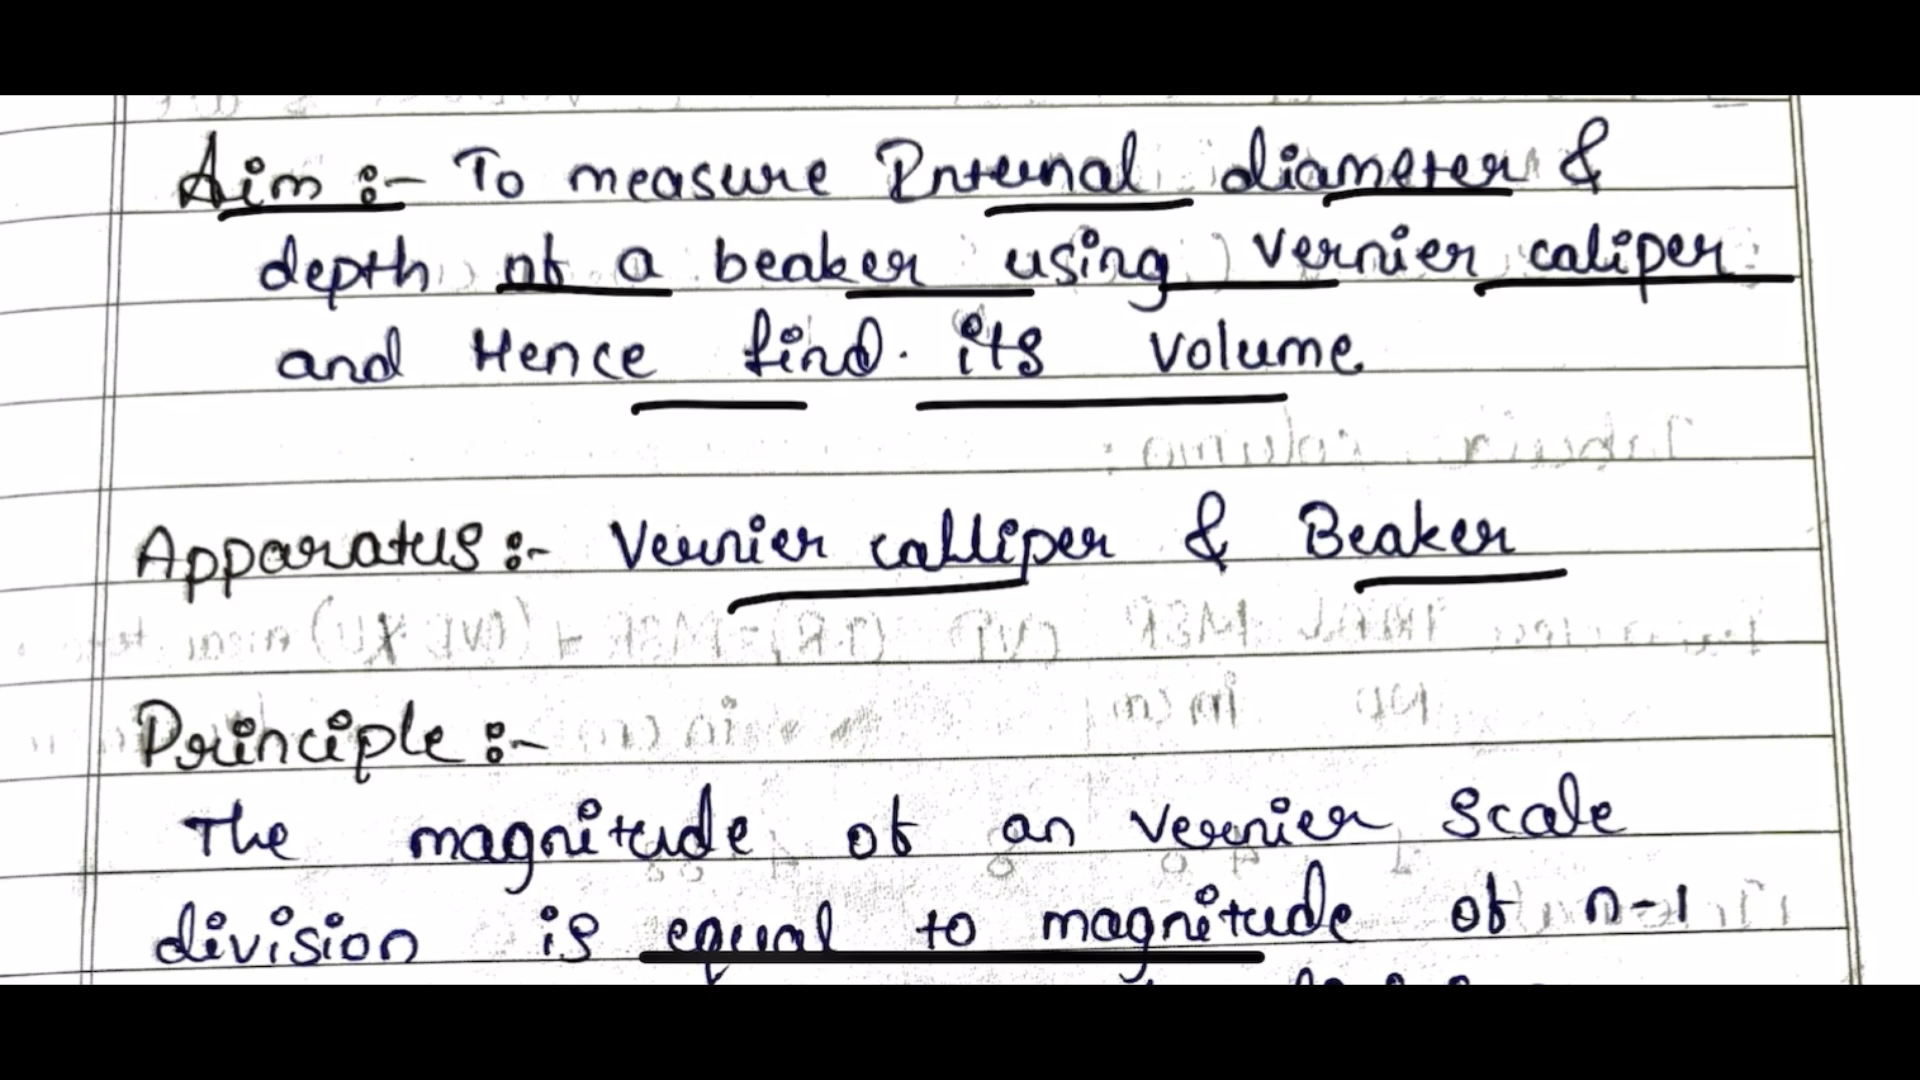 Aim :- To measure Internal diameter &
depth of a beaker using vernier caliper
and Hence find its volume
Apparatus :- Vernier calliper & Beaker
Principle :-
The magnitude of an vernier scale
division is equal to magnitude of n-1